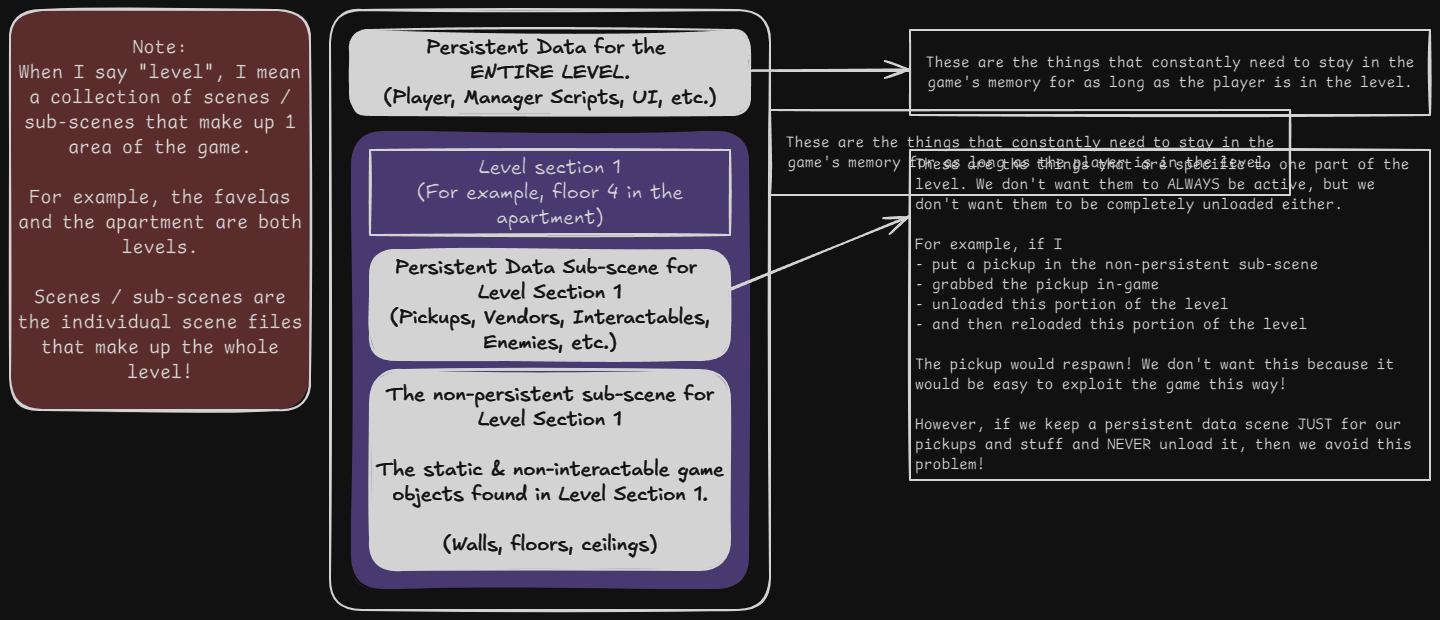 Note:
When I say "level", I mean
a collection of scenes /
sub-scenes that make up 1
area of the game.
For example, the favelas
and the apartment are both
levels.
Scenes / sub-scenes are
the individual scene files
that make up the whole
level!
Persistent Data for the
ENTIRE LEVEL.
(Player, Manager Scripts, UI, etc.)
Level section 1
(For example, floor 4 in the
apartment)
Persistent Data Sub-scene for
Level Section 1
(Pickups, Vendors, Interactables,
Enemies, etc.)
The non-persistent sub-scene for
Level Section 1
The static & non-interactable game
objects found in Level Section 1.
(Walls, floors, ceilings)
These are the things that constantly need to stay in the
game's memory for as long as the player is in the level.
These are the things that constantly need to stay in the
game's memory for as long as the player is in the level.
These are the things that are specific to one part of the
level. We don't want them to ALWAYS be active, but we
don't want them to be completely unloaded either.
For example, if I
- put a pickup in the non-persistent sub-scene
- grabbed the pickup in-game
- unloaded this portion of the level
- and then reloaded this portion of the level
The pickup would respawn! We don't want this because it
would be easy to exploit the game this way!
However, if we keep a persistent data scene JUST for our
pickups and stuff and NEVER unload it, then we avoid this
problem!